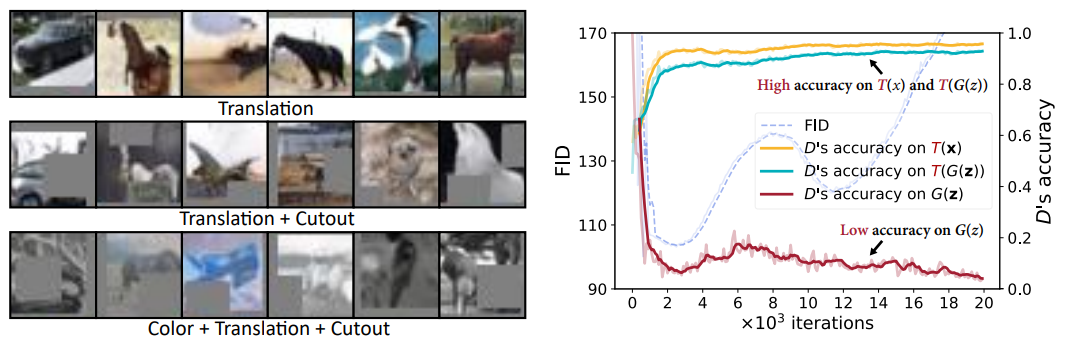 Translation
Translation + Cutout
Color + Translation + Cutout
170
150
130
110
90
FID
1.0
0.8
0.6
0.4
0.2
0.0
D's accuracy
High accuracy on T(x) and T(G(z))
FID
D's accuracy on T(x)
D's accuracy on T(G(z))
D's accuracy on G(z)
Low accuracy on G(z)
0 2 4 6 8 10 12 14 16 18 20
×10³ iterations